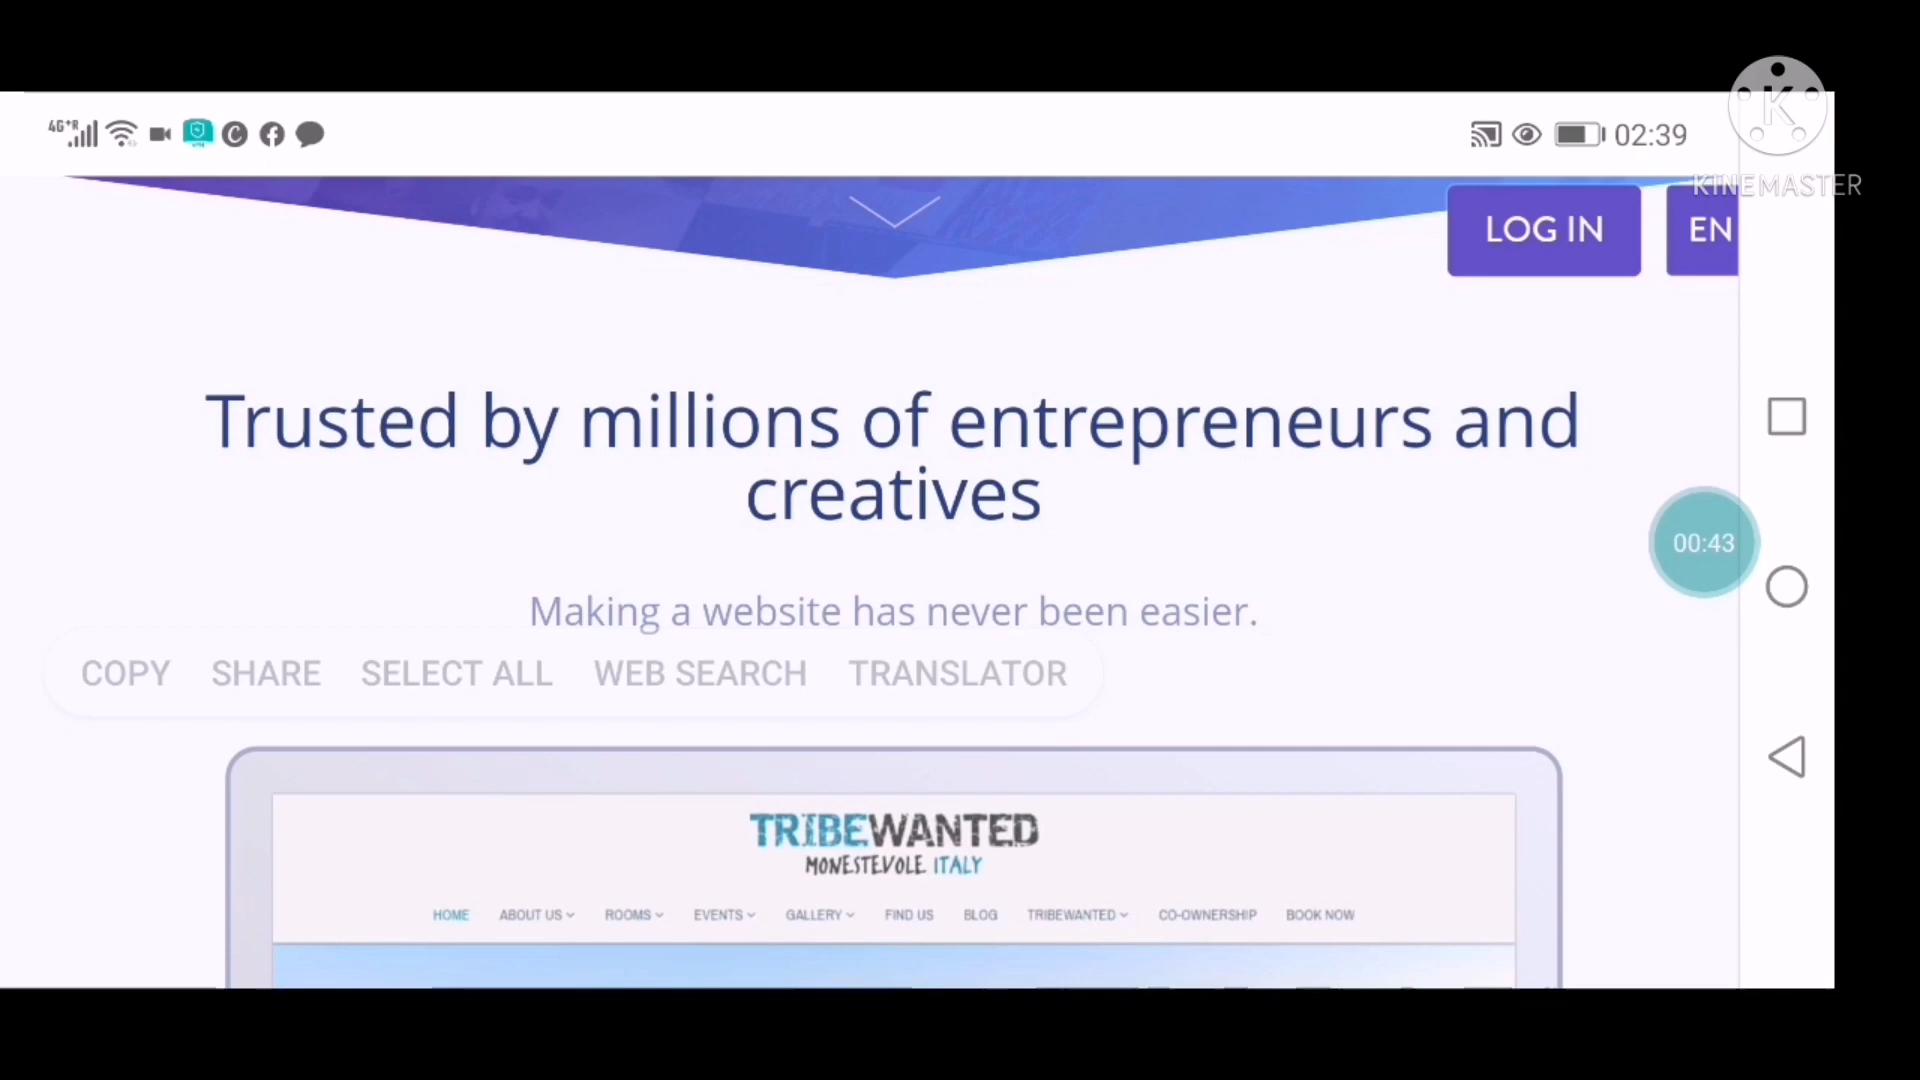 4G+R
02:39
KINEMASTER
LOG IN
EN
Trusted by millions of entrepreneurs and
creatives
00:43
Making a website has never been easier.
COPY SHARE SELECT ALL WEB SEARCH TRANSLATOR
TRIBEWANTED
MONESTEVOLE ITALY
HOME ABOUT US ROOMS EVENTS GALLERY FIND US BLOG TRIBEWANTED CO-OWNERSHIP BOOK NOW